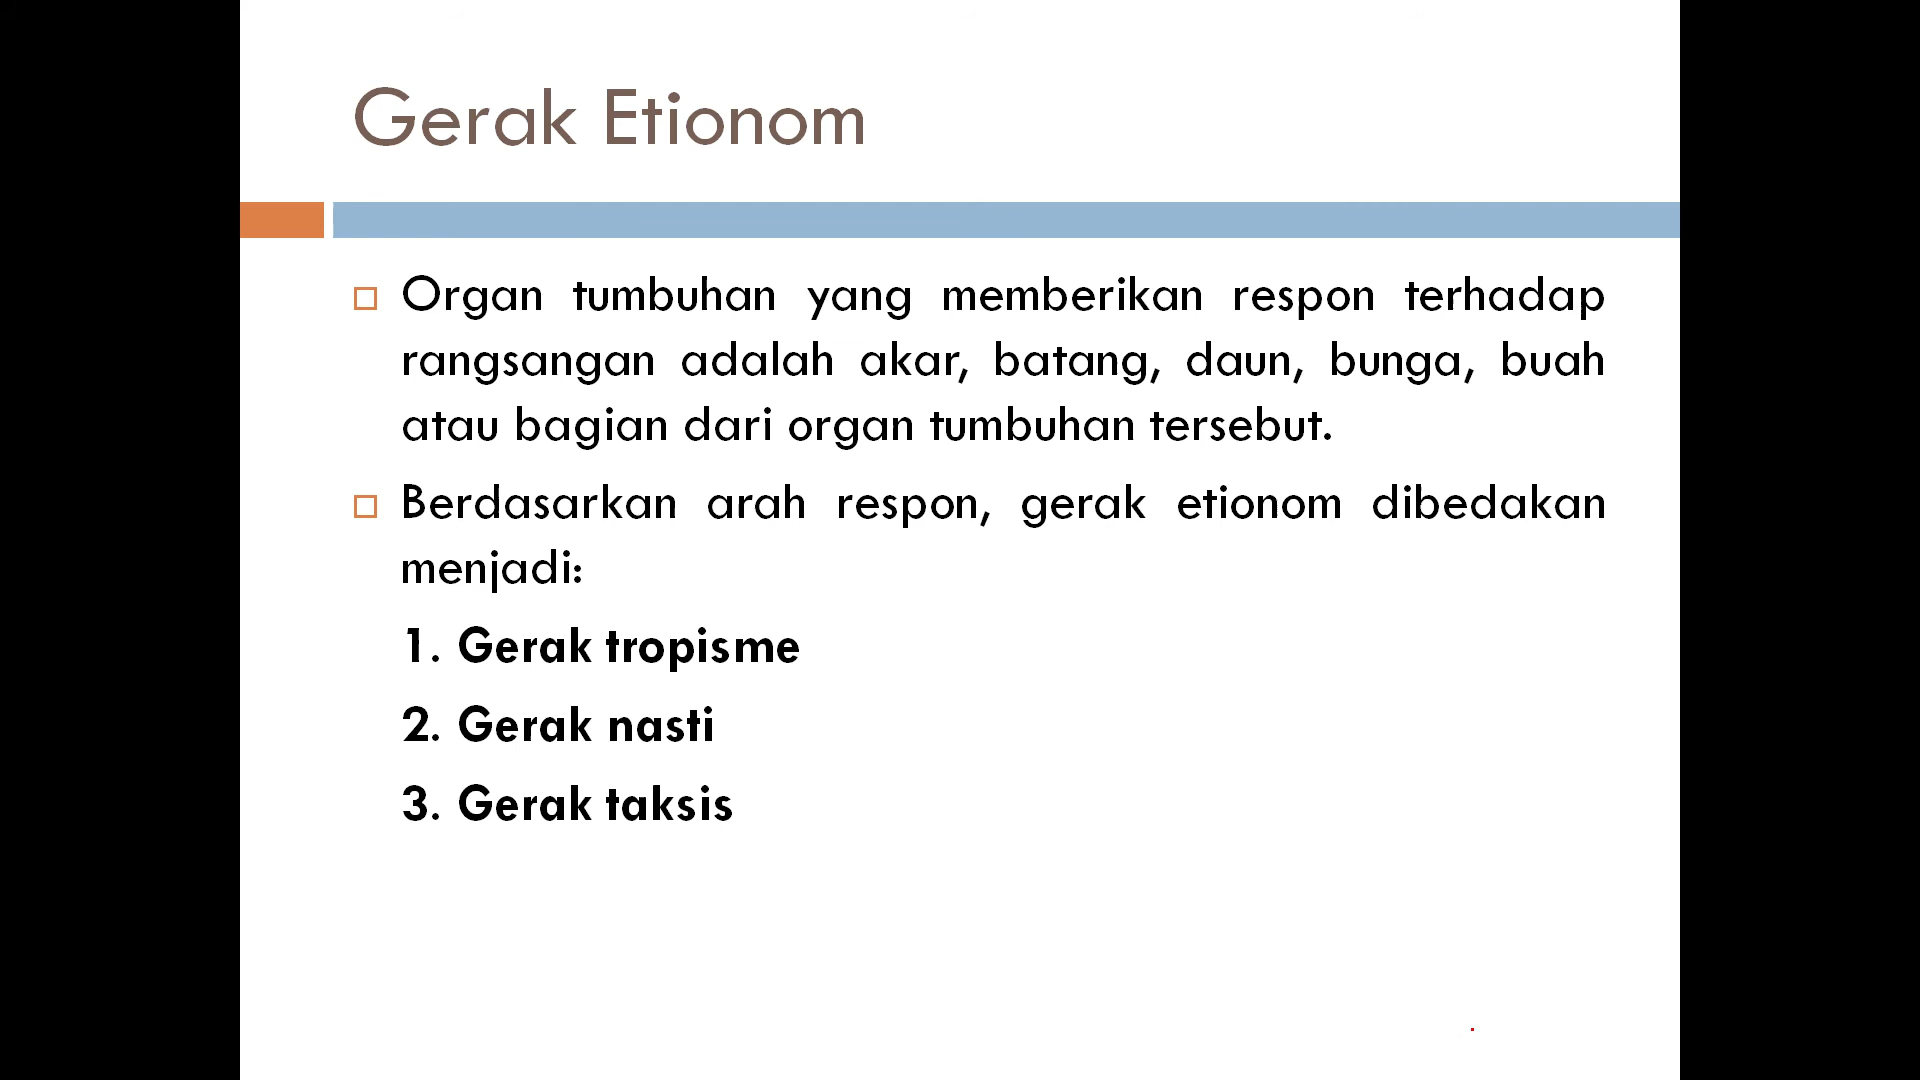 Gerak Etionom
Organ tumbuhan yang memberikan respon terhadap
rangsangan adalah akar, batang, daun, bunga, buah
atau bagian dari organ tumbuhan tersebut.
Berdasarkan arah respon, gerak etionom dibedakan
menjadi:
1. Gerak tropisme
2. Gerak nasti
3. Gerak taksis